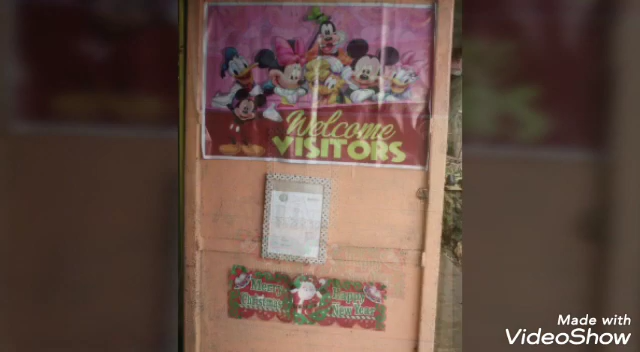 Welcome
VISITORS
Merry
Christmas
Happy
New Year
Made with
VideoShow